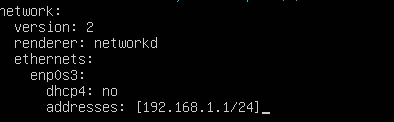 network:
  version: 2
  renderer: networkd
  ethernets:
    enp0s3:
      dhcp4: no
      addresses: [192.168.1.1/24]_